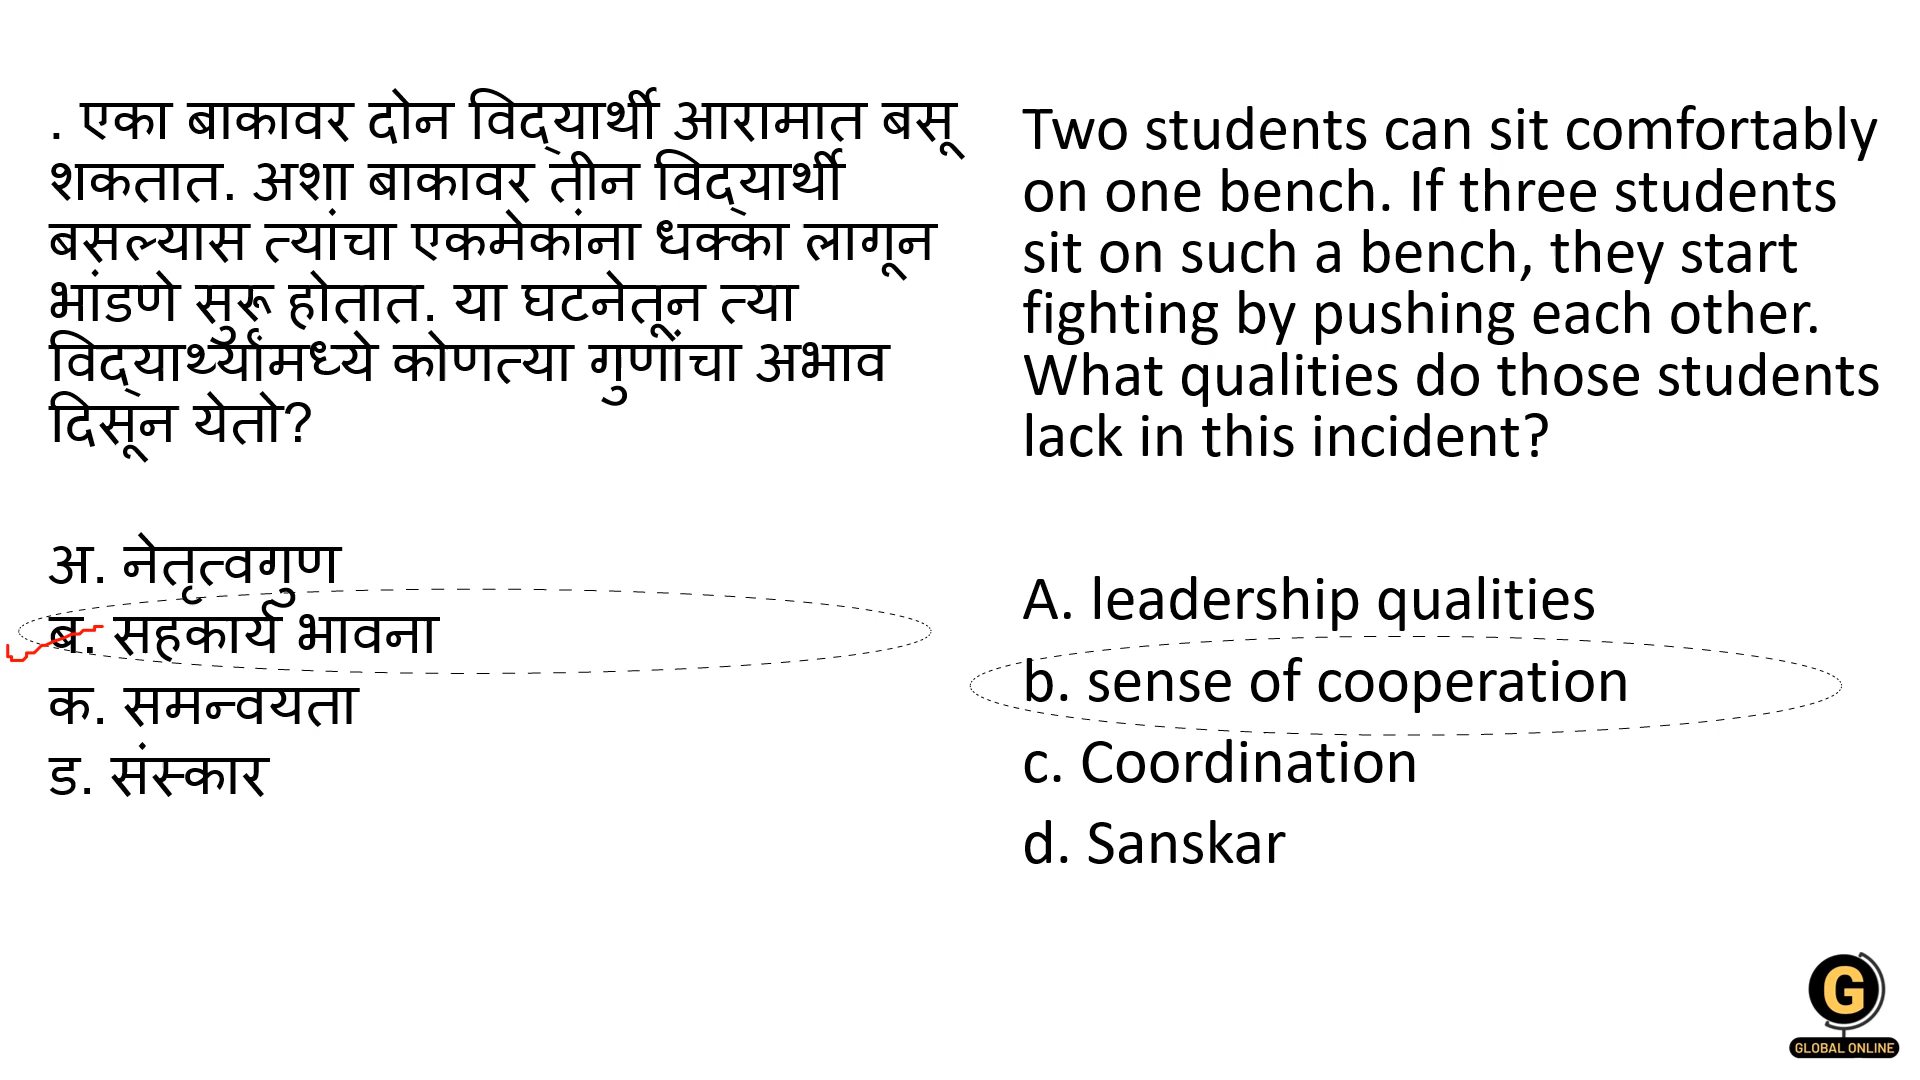 . एका बाकावर दोन विद्‌यार्थी आरामात बसू
शकतात. अशा बाकावर तीन विद्‌यार्थी
बसल्यास त्यांचा एकमेकांना धक्का लागून
भांडणे सुरू होतात. या घटनेतून त्या
विद्‌यार्थ्यांमध्ये कोणत्या गुणांचा अभाव
दिसून येतो?
अ. नेतृत्वगुण
ब. सहकार्य भावना
क. समन्वयता
ड. संस्कार
Two students can sit comfortably
on one bench. If three students
sit on such a bench, they start
fighting by pushing each other.
What qualities do those students
lack in this incident?
A. leadership qualities
b. sense of cooperation
c. Coordination
d. Sanskar
G
GLOBAL ONLINE